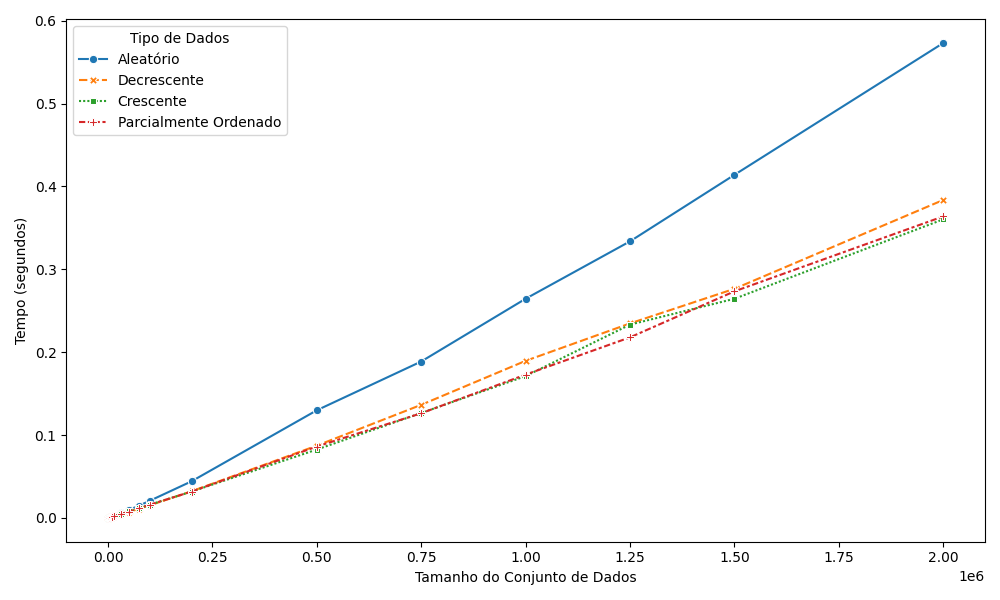 Tipo de Dados
Aleatório
Decrescente
Crescente
Parcialmente Ordenado
Tempo (segundos)
0.6
0.5
0.4
0.3
0.2
0.1
0.0
0.00 0.25 0.50 0.75 1.00 1.25 1.50 1.75 2.00
1e6
Tamanho do Conjunto de Dados